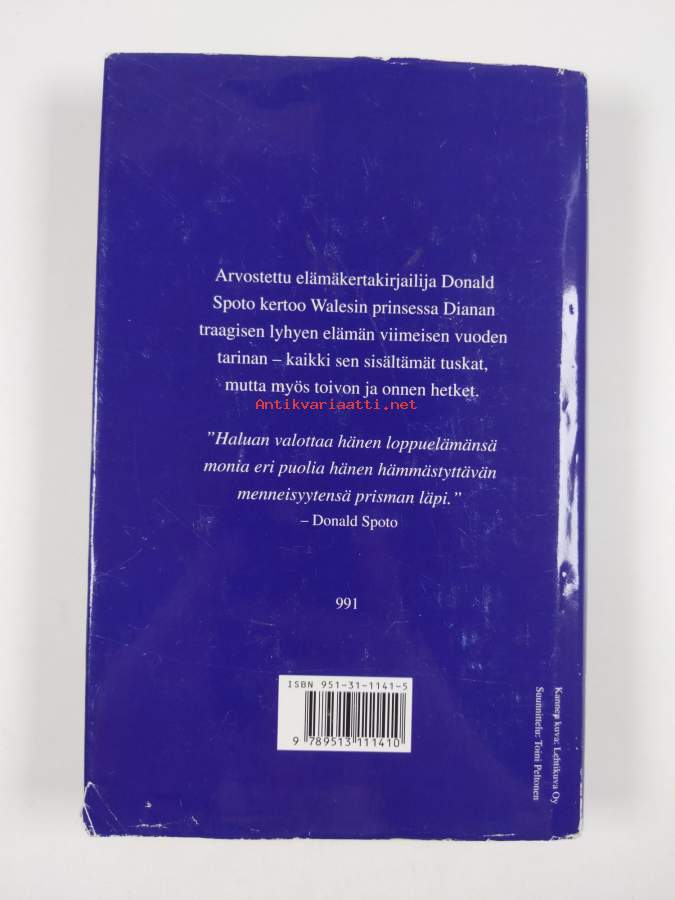 Arvostettu elämäkertakirjailija Donald
Spoto kertoo Walesin prinsessa Dianan
traagisen lyhyen elämän viimeisen vuoden
tarinan – kaikki sen sisältämät tuskat,
mutta myös toivon ja onnen hetket.
Antikvariaatti.net
”Haluan valottaa hänen loppuelämänsä
monia eri puolia hänen hämmästyttävän
menneisyytensä prisman läpi.”
– Donald Spoto
991
ISBN 951-31-1141-5
9 789513 111410
Kannen kuva: Lehtikuva Oy
Suunnittelu: Toini Peltonen